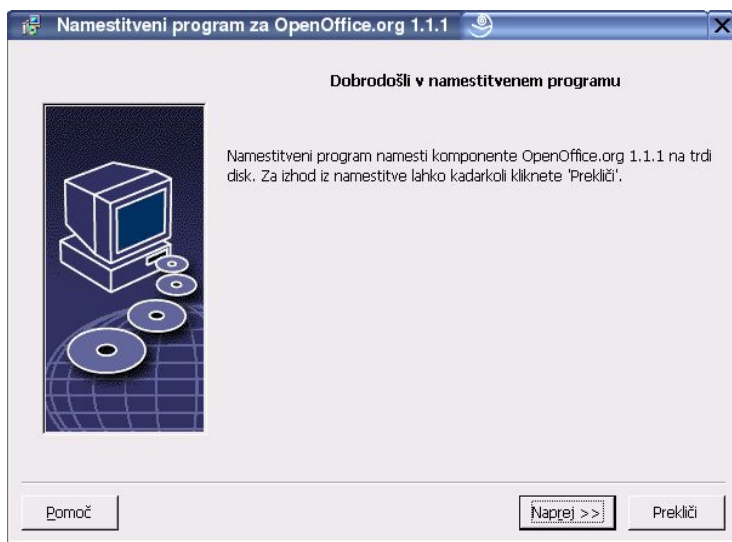 Namestitveni program za OpenOffice.org 1.1.1
Dobrodošli v namestitvenem programu
Namestitveni program namesti komponente OpenOffice.org 1.1.1 na trdi
disk. Za izhod iz namestitve lahko kadarkoli kliknete 'Prekliči'.
Pomoč
Naprej >>
Prekliči